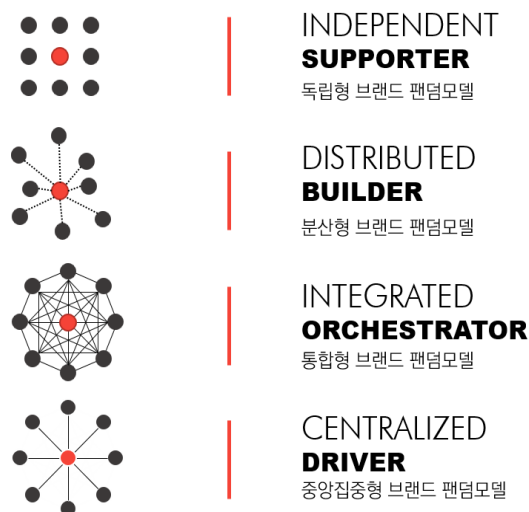 INDEPENDENT
SUPPORTER
독립형 브랜드 팬덤모델
DISTRIBUTED
BUILDER
분산형 브랜드 팬덤모델
INTEGRATED
ORCHESTRATOR
통합형 브랜드 팬덤모델
CENTRALIZED
DRIVER
중앙집중형 브랜드 팬덤모델